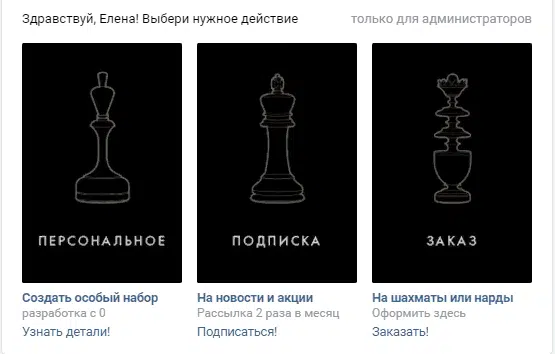 Здравствуй, Елена! Выбери нужное действие
только для администраторов
ПЕРСОНАЛЬНОЕ
ПОДПИСКА
ЗАКАЗ
Создать особый набор
На новости и акции
На шахматы или нарды
разработка с 0
Рассылка 2 раза в месяц
Оформить здесь
Узнать детали!
Подписаться!
Заказать!